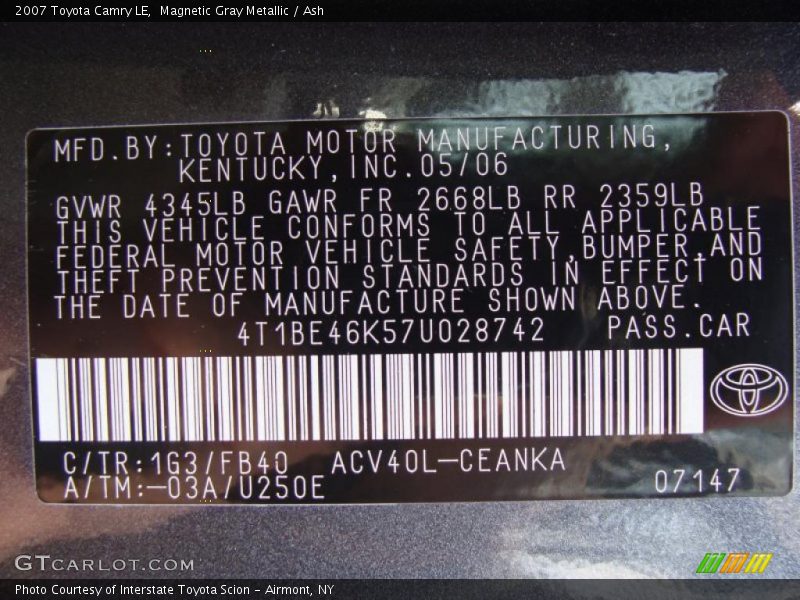 2007 Toyota Camry LE,  Magnetic Gray Metallic / Ash
MFD.BY:TOYOTA MOTOR MANUFACTURING,
KENTUCKY,INC.05/06
GVWR 4345LB GAWR FR 2668LB RR 2359LB
THIS VEHICLE CONFORMS TO ALL APPLICABLE
FEDERAL MOTOR VEHICLE SAFETY,BUMPER,AND
THEFT PREVENTION STANDARDS IN EFFECT ON
THE DATE OF MANUFACTURE SHOWN ABOVE.
4T1BE46K57U028742 PASS.CAR
C/TR:1G3/FB40 ACV40L-CEANKA
A/TM:-03A/U250E 07147
GTCARLOT.COM
Photo Courtesy of Interstate Toyota Scion - Airmont, NY